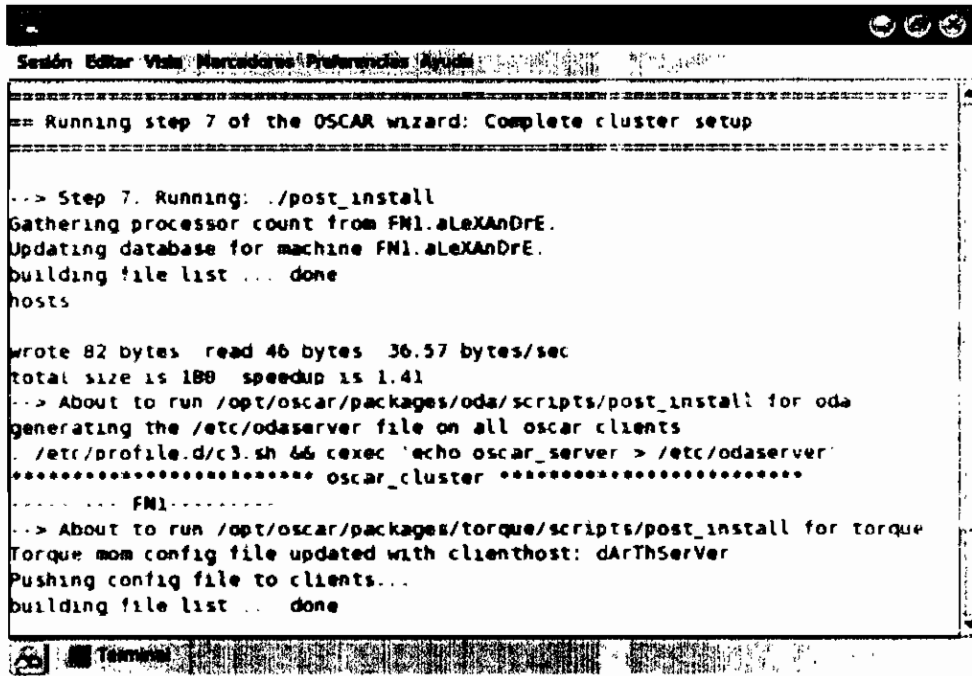 Sesión Editar Vista Marcadores Preferencias Ayuda
== Running step 7 of the OSCAR wizard: Complete cluster setup
--> Step 7. Running: ./post_install
Gathering processor count from FN1.aLeXAnDrE.
Updating database for machine FN1.aLeXAnDrE.
building file list ... done
hosts
wrote 82 bytes read 46 bytes 36.57 bytes/sec
total size is 180 speedup is 1.41
--> About to run /opt/oscar/packages/oda/scripts/post_install for oda
generating the /etc/odaserver file on all oscar clients
. /etc/profile.d/c3.sh && cexec 'echo oscar_server > /etc/odaserver'
************************* oscar_cluster *************************
--------- FN1---------
--> About to run /opt/oscar/packages/torque/scripts/post_install for torque
Torque mom config file updated with clienthost: dArThSerVer
Pushing config file to clients...
building file list ... done
Terminal